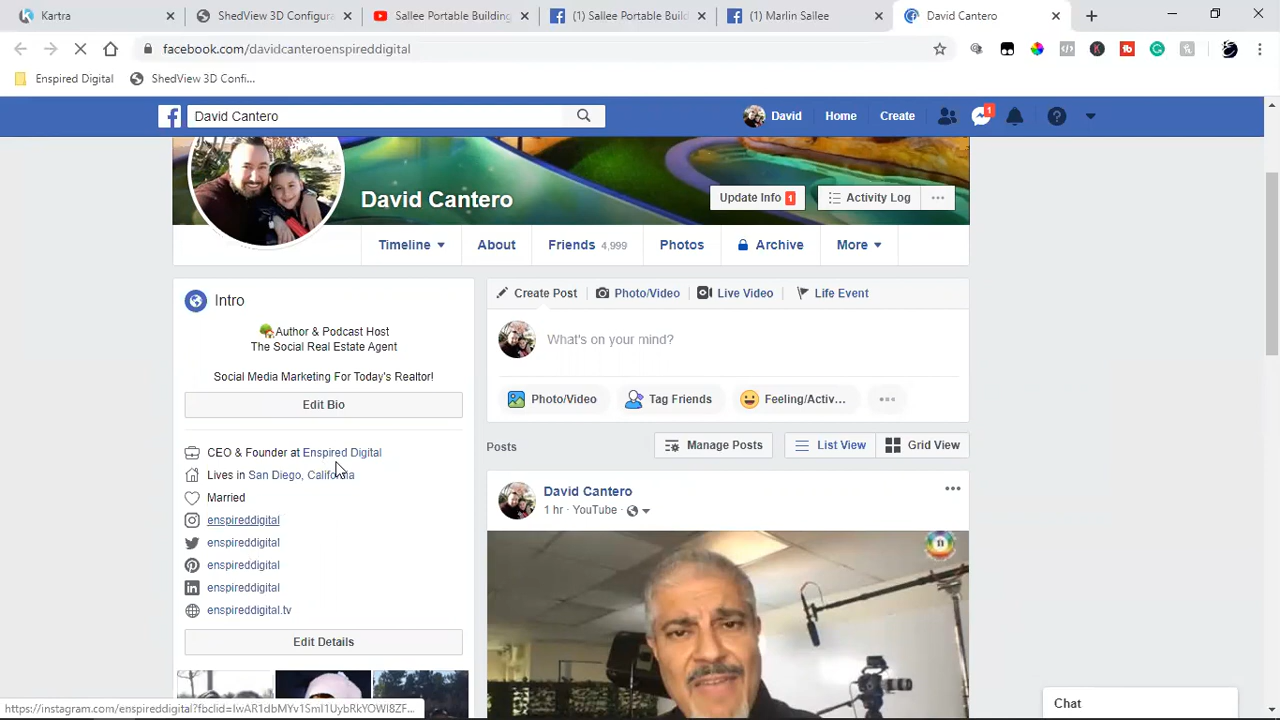 Kartra
ShedView 3D Configura
Sallee Portable Building
(1) Sallee Portable Build
(1) Marlin Sallee
David Cantero
facebook.com/davidcanteroenspireddigital
Enspired Digital
ShedView 3D Confi...
David Cantero
David
Home
Create
1
David Cantero
Update Info 1
Activity Log
Timeline
About
Friends 4,999
Photos
Archive
More
Intro
Author & Podcast Host
The Social Real Estate Agent
Social Media Marketing For Today's Realtor!
Edit Bio
CEO & Founder at Enspired Digital
Lives in San Diego, California
Married
enspireddigital
enspireddigital
enspireddigital
enspireddigital
enspireddigital.tv
Edit Details
Create Post
Photo/Video
Live Video
Life Event
What's on your mind?
Photo/Video
Tag Friends
Feeling/Activ...
Posts
Manage Posts
List View
Grid View
David Cantero
1 hr · YouTube ·
Chat